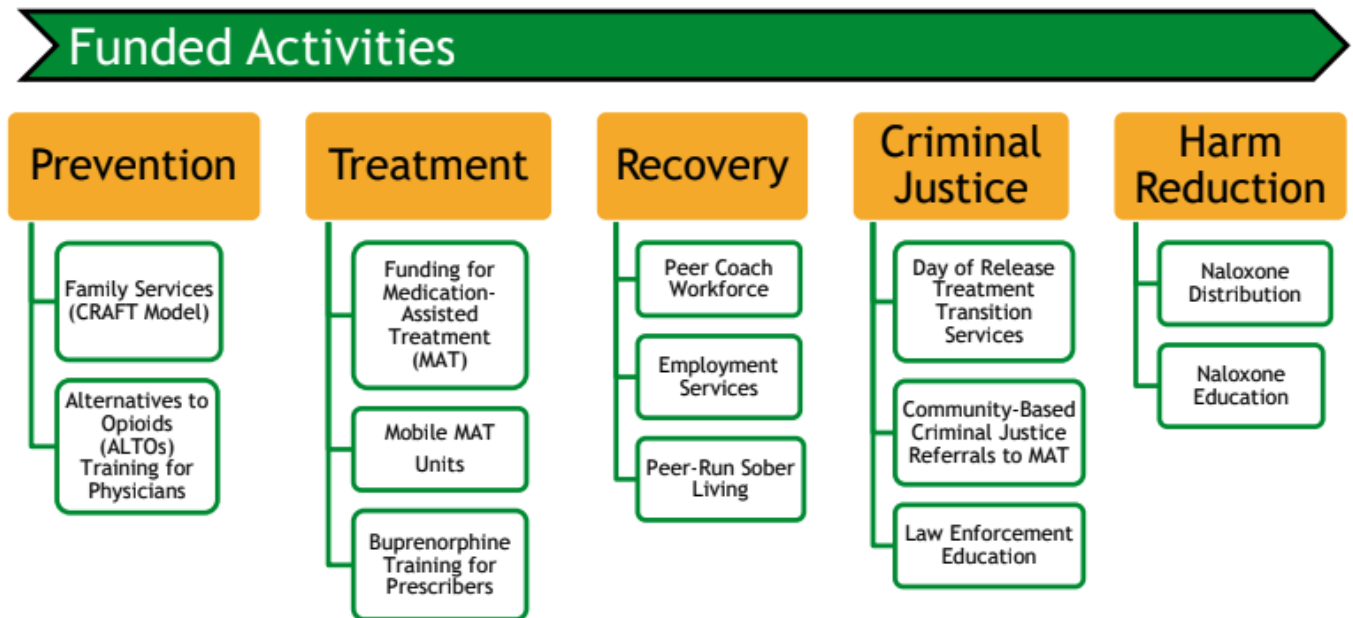 Funded Activities
Prevention
Family Services
(CRAFT Model)
Alternatives to
Opioids
(ALTOs)
Training for
Physicians
Treatment
Funding for
Medication-
Assisted
Treatment
(MAT)
Mobile MAT
Units
Buprenorphine
Training for
Prescribers
Recovery
Peer Coach
Workforce
Employment
Services
Peer-Run Sober
Living
Criminal
Justice
Day of Release
Treatment
Transition
Services
Community-Based
Criminal Justice
Referrals to MAT
Law Enforcement
Education
Harm
Reduction
Naloxone
Distribution
Naloxone
Education